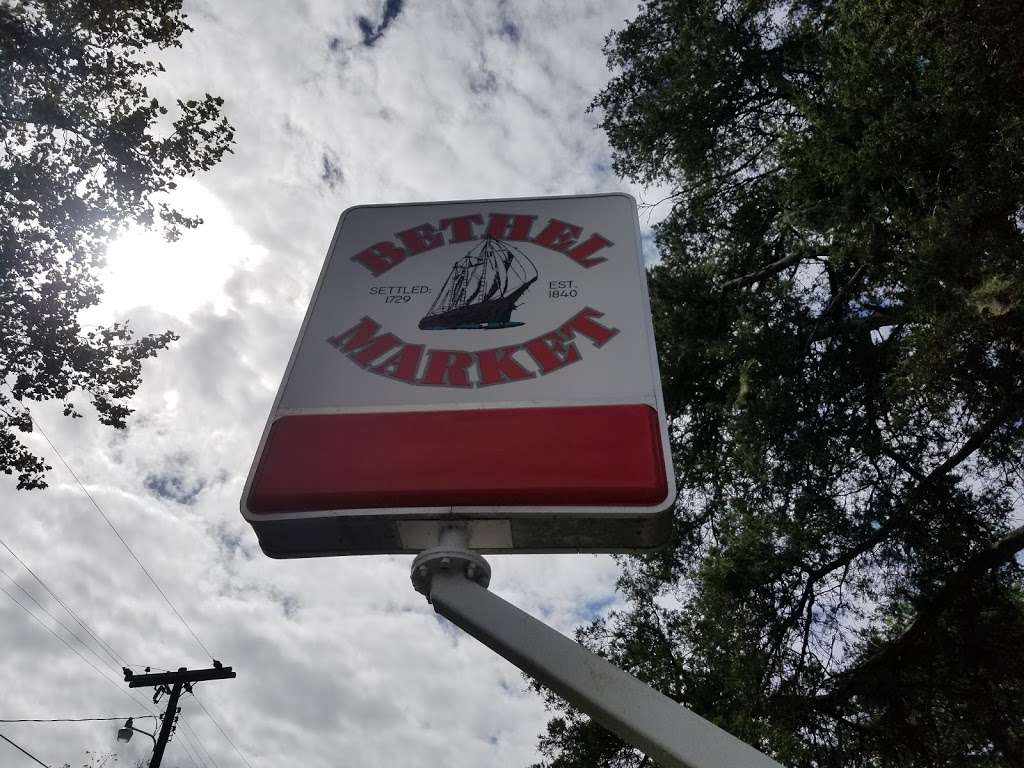 BETHEL
SETTLED: EST.
1729 1840
MARKET